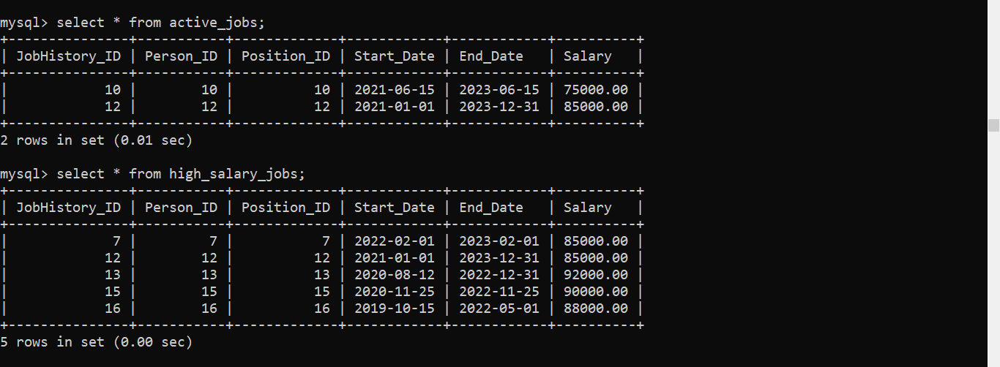 mysql> select * from active_jobs;
+---------------+-----------+-------------+------------+------------+----------+
| JobHistory_ID | Person_ID | Position_ID | Start_Date | End_Date   | Salary   |
+---------------+-----------+-------------+------------+------------+----------+
|            10 |        10 |          10 | 2021-06-15 | 2023-06-15 | 75000.00 |
|            12 |        12 |          12 | 2021-01-01 | 2023-12-31 | 85000.00 |
+---------------+-----------+-------------+------------+------------+----------+
2 rows in set (0.01 sec)
mysql> select * from high_salary_jobs;
+---------------+-----------+-------------+------------+------------+----------+
| JobHistory_ID | Person_ID | Position_ID | Start_Date | End_Date   | Salary   |
+---------------+-----------+-------------+------------+------------+----------+
|             7 |         7 |           7 | 2022-02-01 | 2023-02-01 | 85000.00 |
|            12 |        12 |          12 | 2021-01-01 | 2023-12-31 | 85000.00 |
|            13 |        13 |          13 | 2020-08-12 | 2022-12-31 | 92000.00 |
|            15 |        15 |          15 | 2020-11-25 | 2022-11-25 | 90000.00 |
|            16 |        16 |          16 | 2019-10-15 | 2022-05-01 | 88000.00 |
+---------------+-----------+-------------+------------+------------+----------+
5 rows in set (0.00 sec)